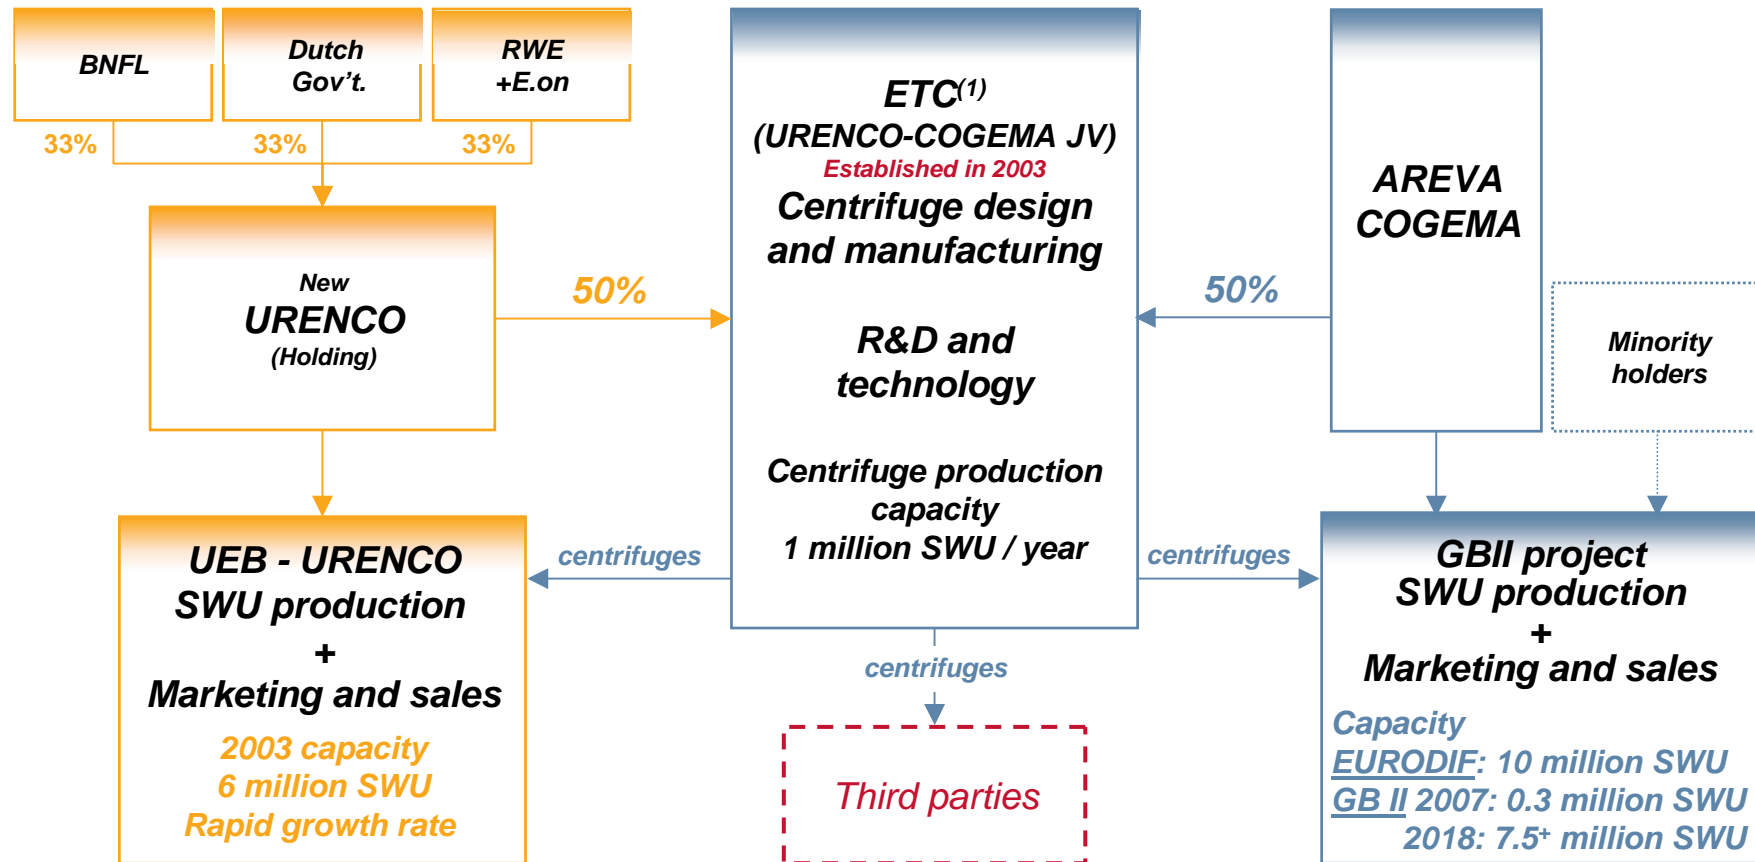 BNFL
Dutch
Gov't.
RWE
+E.on
33%
33%
33%
New
URENCO
(Holding)
50%
ETC(1)
(URENCO-COGEMA JV)
Established in 2003
Centrifuge design
and manufacturing
R&D and
technology
Centrifuge production
capacity
1 million SWU / year
50%
AREVA
COGEMA
Minority
holders
UEB - URENCO
SWU production
+
Marketing and sales
2003 capacity
6 million SWU
Rapid growth rate
centrifuges
centrifuges
centrifuges
Third parties
GBII project
SWU production
+
Marketing and sales
Capacity
EURODIF: 10 million SWU
GB II 2007: 0.3 million SWU
2018: 7.5+ million SWU